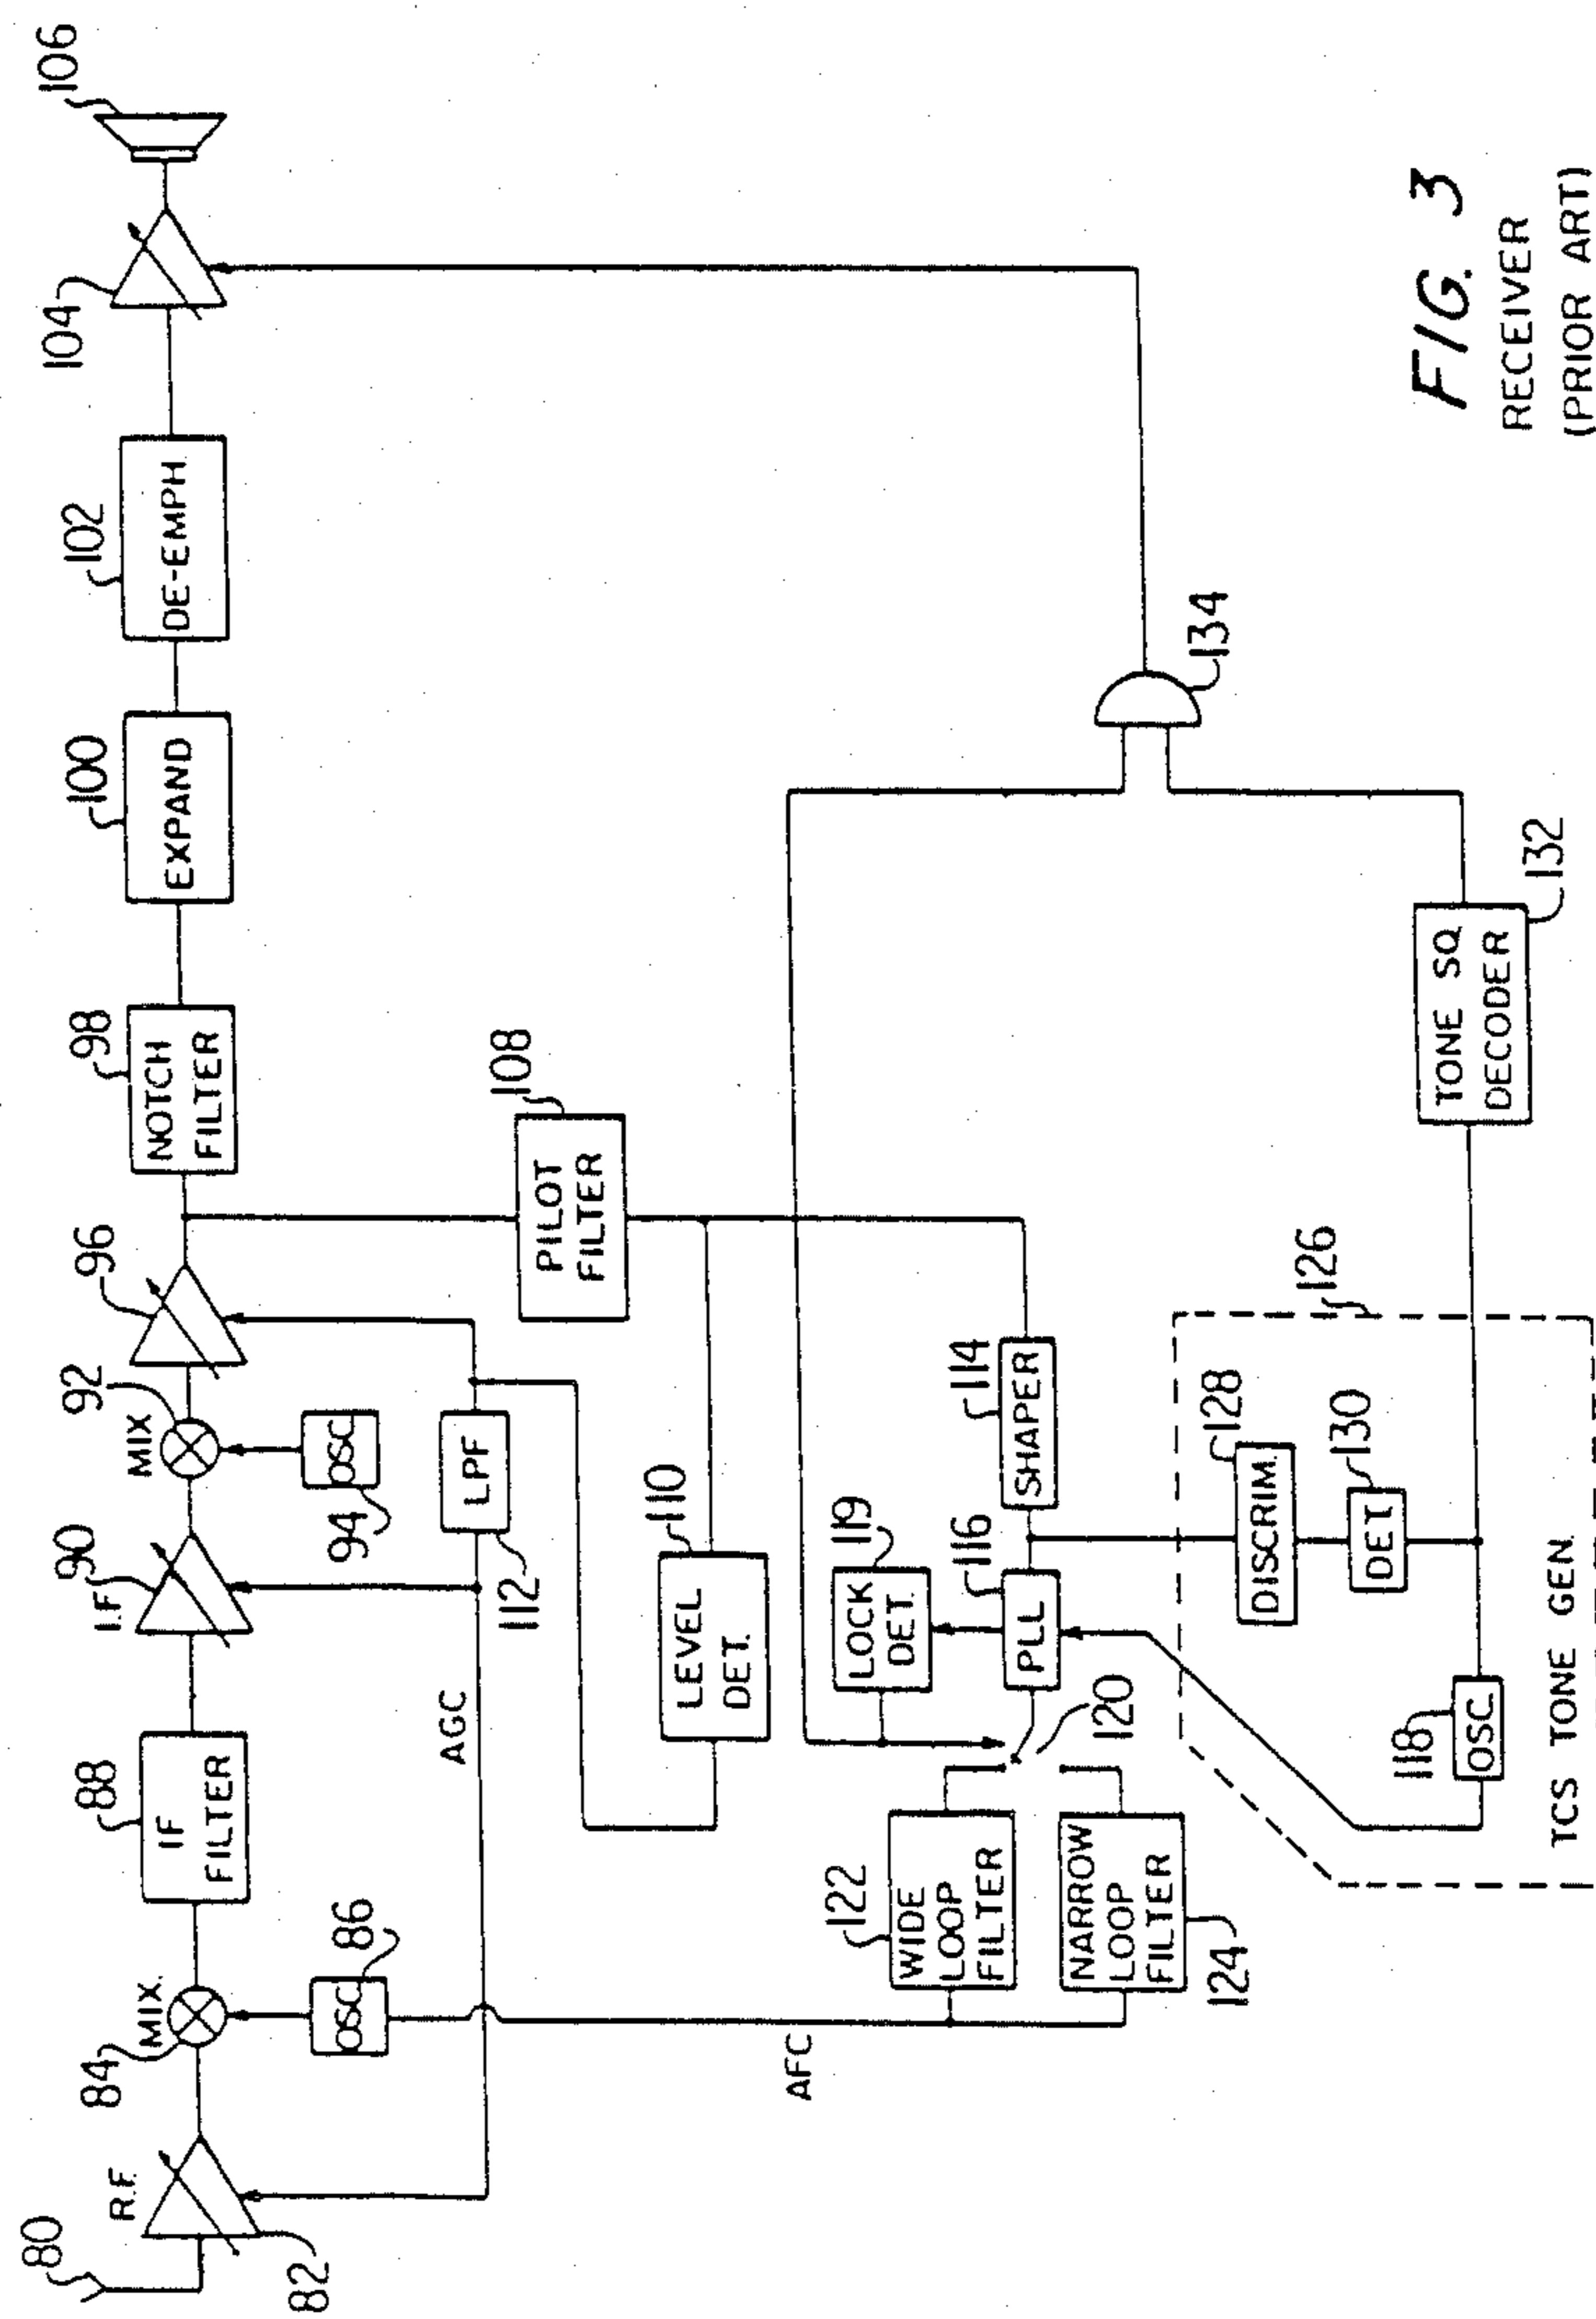 80
R.F.
82
84
MIX.
OSC
86
88
IF
FILTER
I.F
90
MIX
92
OSC
94
96
98
NOTCH
FILTER
100
EXPAND
102
DE-EMPH
104
106
AGC
LPF
112
108
PILOT
FILTER
LEVEL
DET.
110
AFC
122
WIDE
LOOP
FILTER
NARROW
LOOP
FILTER
124
120
LOCK
DET.
119
PLL
116
SHAPER
114
134
118
OSC.
DISCRIM.
128
DET
130
126
TCS TONE GEN.
TONE SQ
DECODER
132
FIG. 3
RECEIVER
(PRIOR ART)